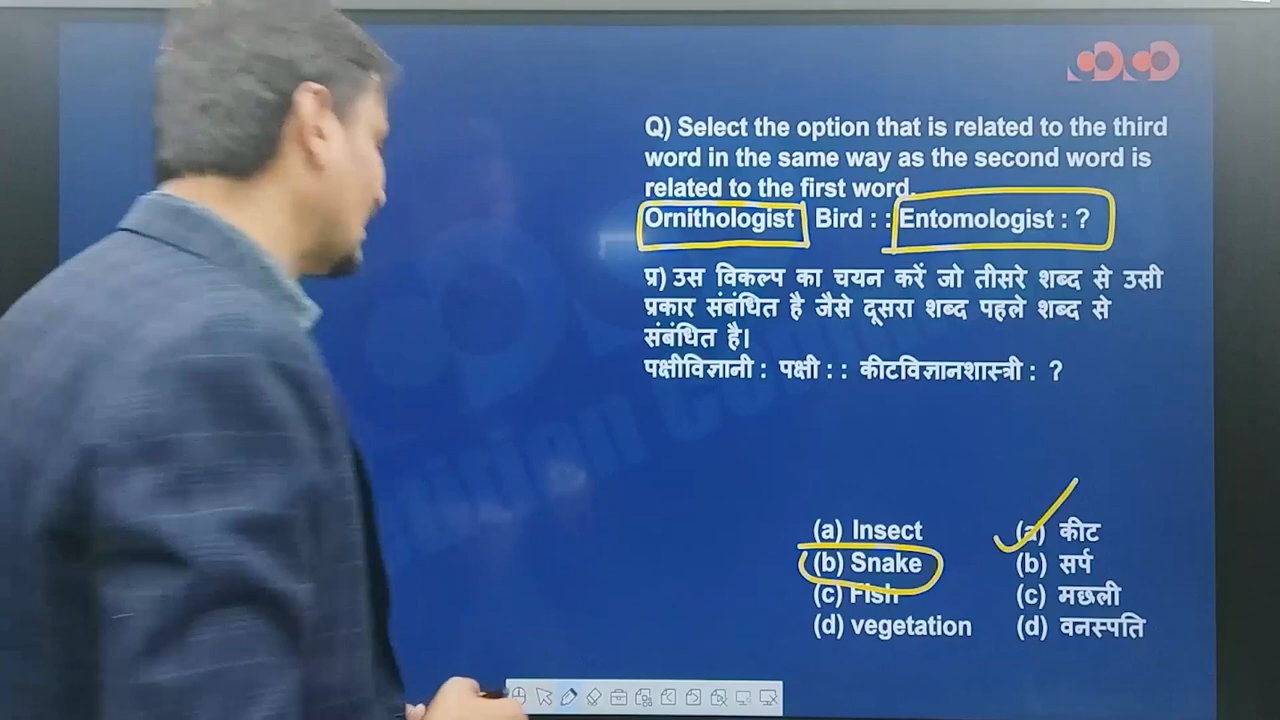 Q) Select the option that is related to the third
word in the same way as the second word is
related to the first word.
Ornithologist Bird : : Entomologist : ?
प्र) उस विकल्प का चयन करें जो तीसरे शब्द से उसी
प्रकार संबंधित है जैसे दूसरा शब्द पहले शब्द से
संबंधित है।
पक्षीविज्ञानी : पक्षी : : कीटविज्ञानशास्त्री : ?
(a) Insect (a) कीट
(b) Snake (b) सर्प
(c) Fish (c) मछली
(d) vegetation (d) वनस्पति